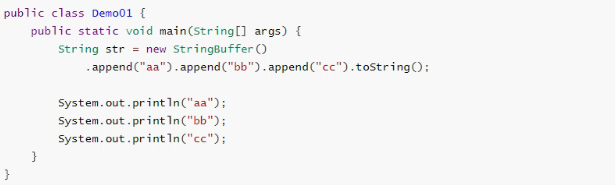 public class Demo01 {
    public static void main(String[] args) {
        String str = new StringBuffer()
            .append("aa").append("bb").append("cc").toString();

        System.out.println("aa");
        System.out.println("bb");
        System.out.println("cc");
    }
}